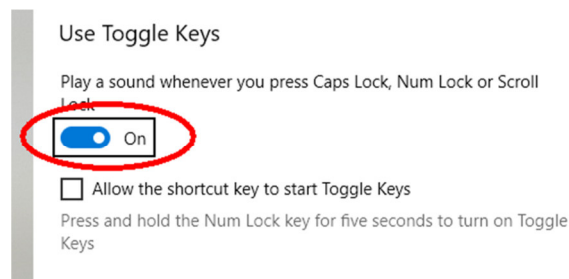 Use Toggle Keys
Play a sound whenever you press Caps Lock, Num Lock or Scroll
Lock
On
Allow the shortcut key to start Toggle Keys
Press and hold the Num Lock key for five seconds to turn on Toggle
Keys